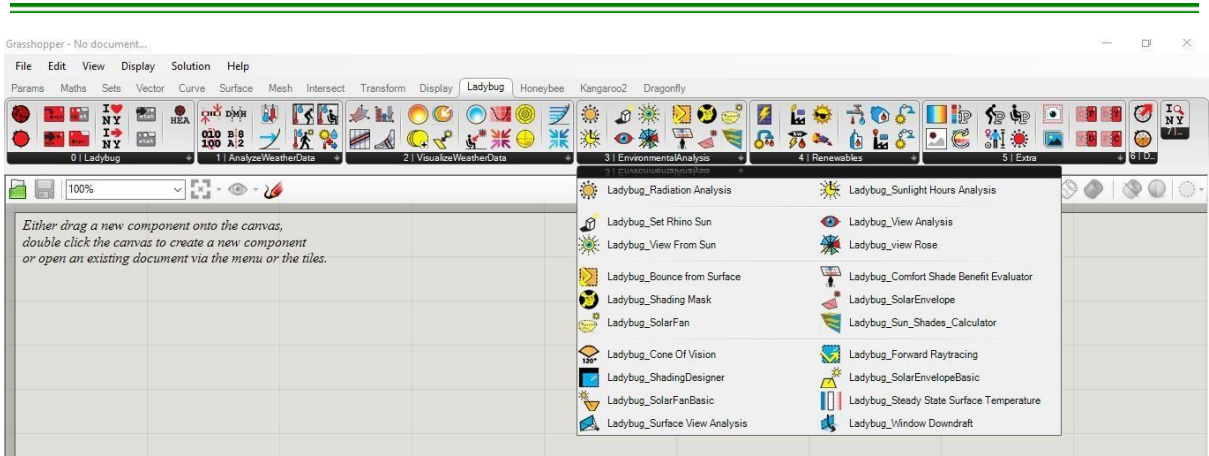 Grasshopper - No document...
File Edit View Display Solution Help
Params Maths Sets Vector Curve Surface Mesh Intersect Transform Display Ladybug Honeybee Kangaroo2 Dragonfly
0 | Ladybug 1 | AnalyzeWeatherData 2 | VisualizeWeatherData 3 | EnvironmentalAnalysis 4 | Renewables 5 | Extra 6 | D... 7 | ...
100%
Either drag a new component onto the canvas,
double click the canvas to create a new component
or open an existing document via the menu or the tiles.
3 | EnvironmentalAnalysis
Ladybug_Radiation Analysis Ladybug_Sunlight Hours Analysis
Ladybug_Set Rhino Sun Ladybug_View Analysis
Ladybug_View From Sun Ladybug_view Rose
Ladybug_Bounce from Surface Ladybug_Comfort Shade Benefit Evaluator
Ladybug_Shading Mask Ladybug_SolarEnvelope
Ladybug_SolarFan Ladybug_Sun_Shades_Calculator
120° Ladybug_Cone Of Vision Ladybug_Forward Raytracing
Ladybug_ShadingDesigner Ladybug_SolarEnvelopeBasic
Ladybug_SolarFanBasic Ladybug_Steady State Surface Temperature
Ladybug_Surface View Analysis Ladybug_Window Downdraft